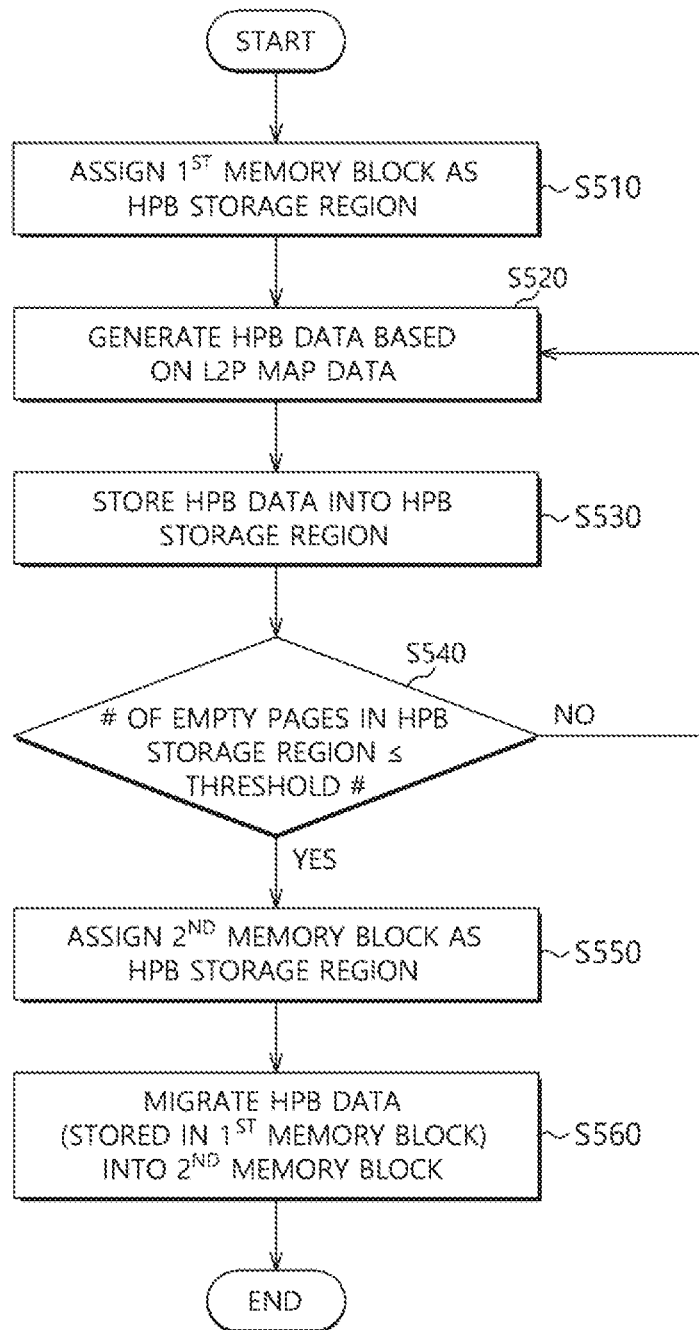 START
ASSIGN 1ST MEMORY BLOCK AS
HPB STORAGE REGION
S510
S520
GENERATE HPB DATA BASED
ON L2P MAP DATA
STORE HPB DATA INTO HPB
STORAGE REGION
S530
S540
# OF EMPTY PAGES IN HPB
STORAGE REGION ≤
THRESHOLD #
NO
YES
ASSIGN 2ND MEMORY BLOCK AS
HPB STORAGE REGION
S550
MIGRATE HPB DATA
(STORED IN 1ST MEMORY BLOCK)
INTO 2ND MEMORY BLOCK
S560
END